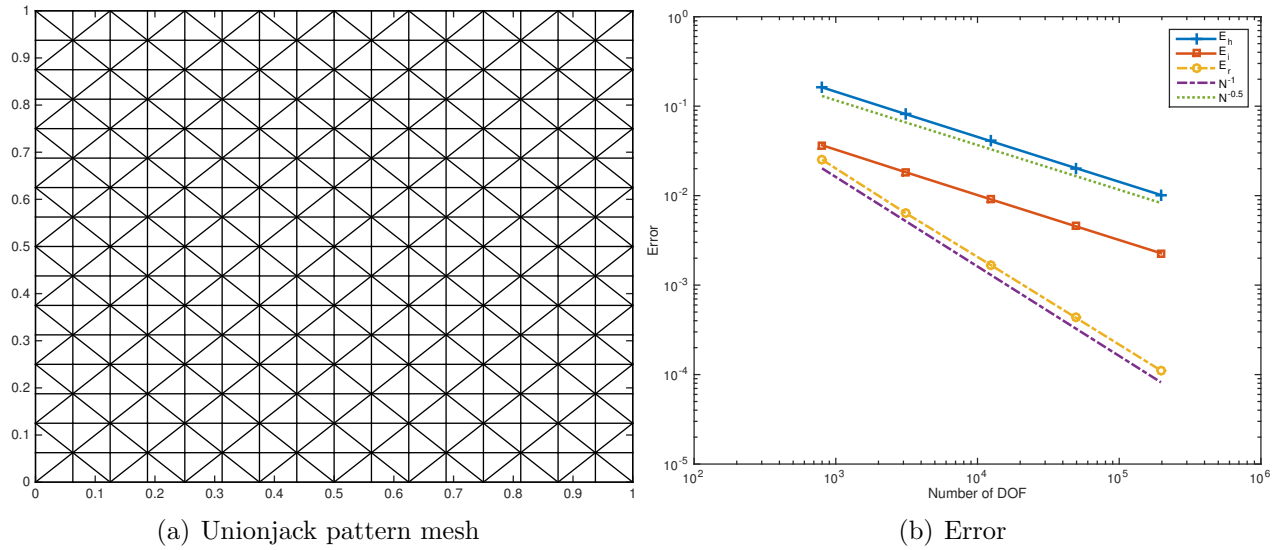 1
0.9
0.8
0.7
0.6
0.5
0.4
0.3
0.2
0.1
0
0 0.1 0.2 0.3 0.4 0.5 0.6 0.7 0.8 0.9 1
(a) Unionjack pattern mesh
10^0
10^-1
10^-2
10^-3
10^-4
10^-5
Error
E_h
E_i
E_r
N^-1
N^-0.5
10^2 10^3 10^4 10^5 10^6
Number of DOF
(b) Error